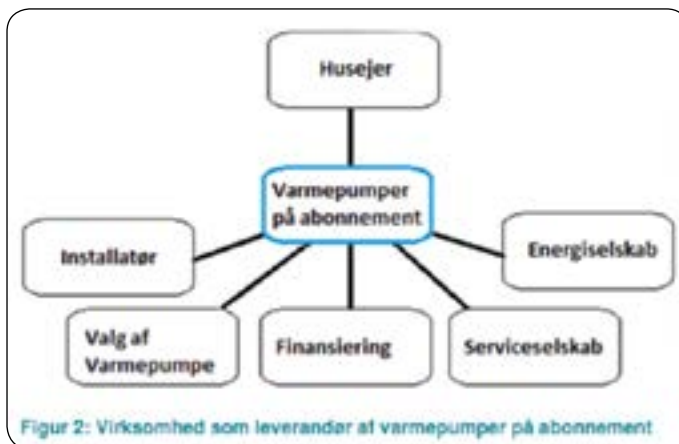 Husejer
Varmepumper
på abonnement
Installatør
Energiselskab
Valg af
Varmepumpe
Finansiering
Serviceselskab
Figur 2: Virksomhed som leverandør af varmepumper på abonnement